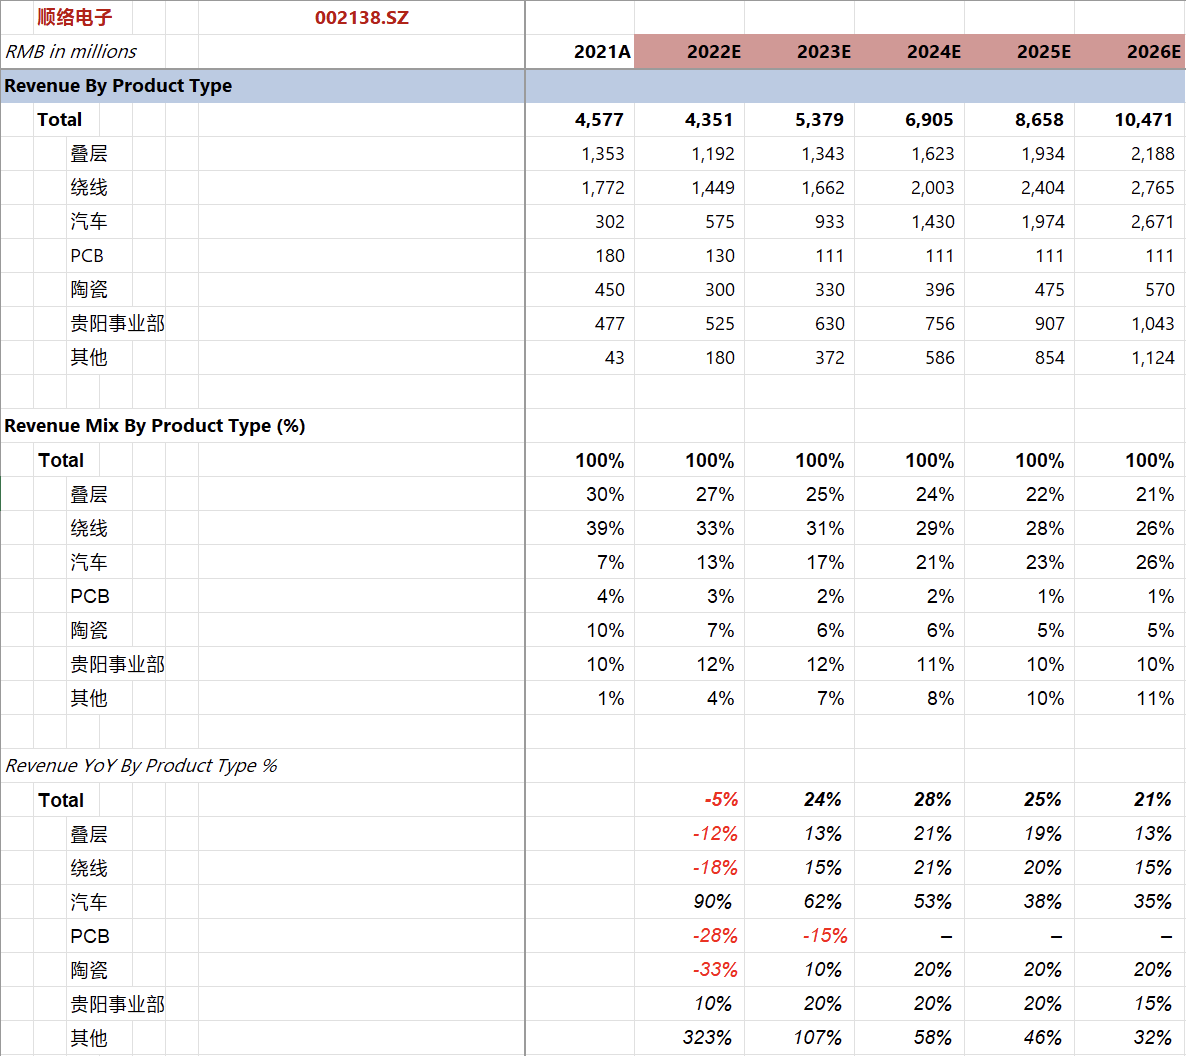 顺络电子 002138.SZ
RMB in millions 2021A 2022E 2023E 2024E 2025E 2026E
Revenue By Product Type
Total 4,577 4,351 5,379 6,905 8,658 10,471
叠层 1,353 1,192 1,343 1,623 1,934 2,188
绕线 1,772 1,449 1,662 2,003 2,404 2,765
汽车 302 575 933 1,430 1,974 2,671
PCB 180 130 111 111 111 111
陶瓷 450 300 330 396 475 570
贵阳事业部 477 525 630 756 907 1,043
其他 43 180 372 586 854 1,124
Revenue Mix By Product Type (%)
Total 100% 100% 100% 100% 100% 100%
叠层 30% 27% 25% 24% 22% 21%
绕线 39% 33% 31% 29% 28% 26%
汽车 7% 13% 17% 21% 23% 26%
PCB 4% 3% 2% 2% 1% 1%
陶瓷 10% 7% 6% 6% 5% 5%
贵阳事业部 10% 12% 12% 11% 10% 10%
其他 1% 4% 7% 8% 10% 11%
Revenue YoY By Product Type %
Total -5% 24% 28% 25% 21%
叠层 -12% 13% 21% 19% 13%
绕线 -18% 15% 21% 20% 15%
汽车 90% 62% 53% 38% 35%
PCB -28% -15% – – –
陶瓷 -33% 10% 20% 20% 20%
贵阳事业部 10% 20% 20% 20% 15%
其他 323% 107% 58% 46% 32%